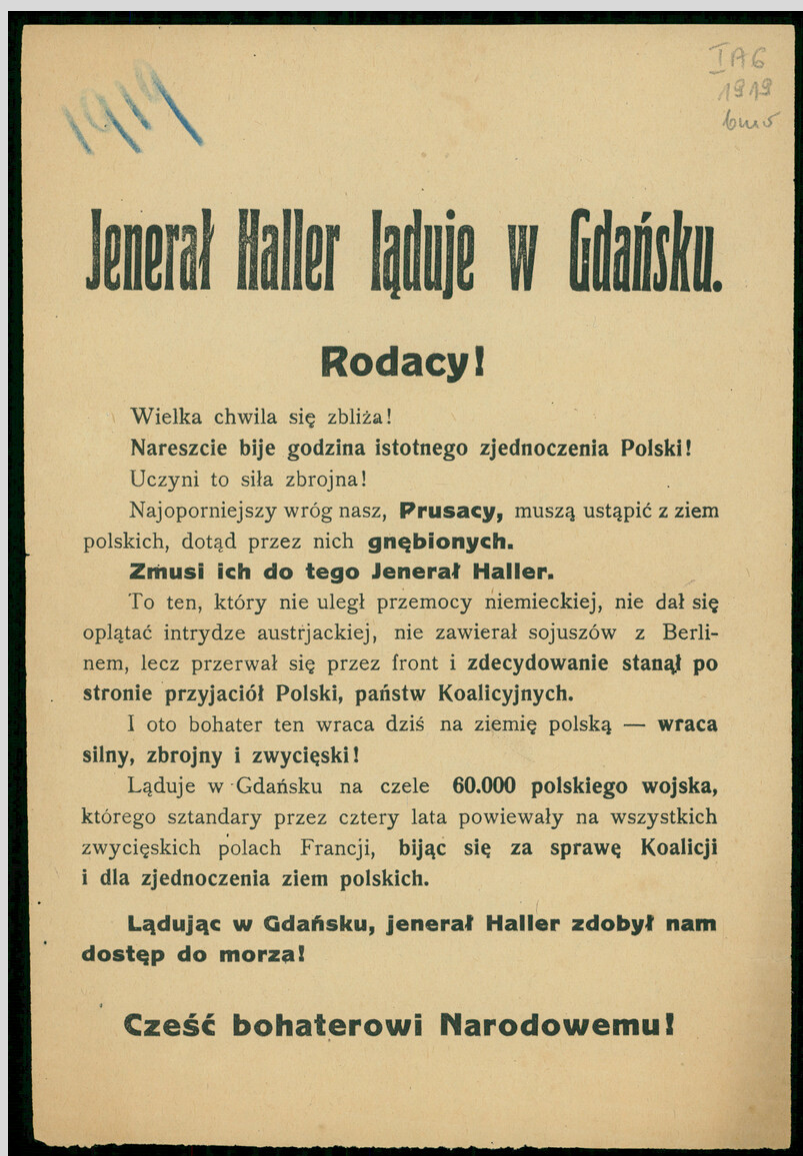 1919
IA6
1919
Jenerał Haller ląduje w Gdańsku.
Rodacy!
Wielka chwila się zbliża!
Nareszcie bije godzina istotnego zjednoczenia Polski!
Uczyni to siła zbrojna!
Najoporniejszy wróg nasz, Prusacy, muszą ustąpić z ziem
polskich, dotąd przez nich gnębionych.
Zmusi ich do tego Jenerał Haller.
To ten, który nie uległ przemocy niemieckiej, nie dał się
oplątać intrydze austrjackiej, nie zawierał sojuszów z Berli-
nem, lecz przerwał się przez front i zdecydowanie stanął po
stronie przyjaciół Polski, państw Koalicyjnych.
I oto bohater ten wraca dziś na ziemię polską — wraca
silny, zbrojny i zwycięski!
Ląduje w Gdańsku na czele 60.000 polskiego wojska,
którego sztandary przez cztery lata powiewały na wszystkich
zwycięskich polach Francji, bijąc się za sprawę Koalicji
i dla zjednoczenia ziem polskich.
Lądując w Gdańsku, jenerał Haller zdobył nam
dostęp do morza!
Cześć bohaterowi Narodowemu!